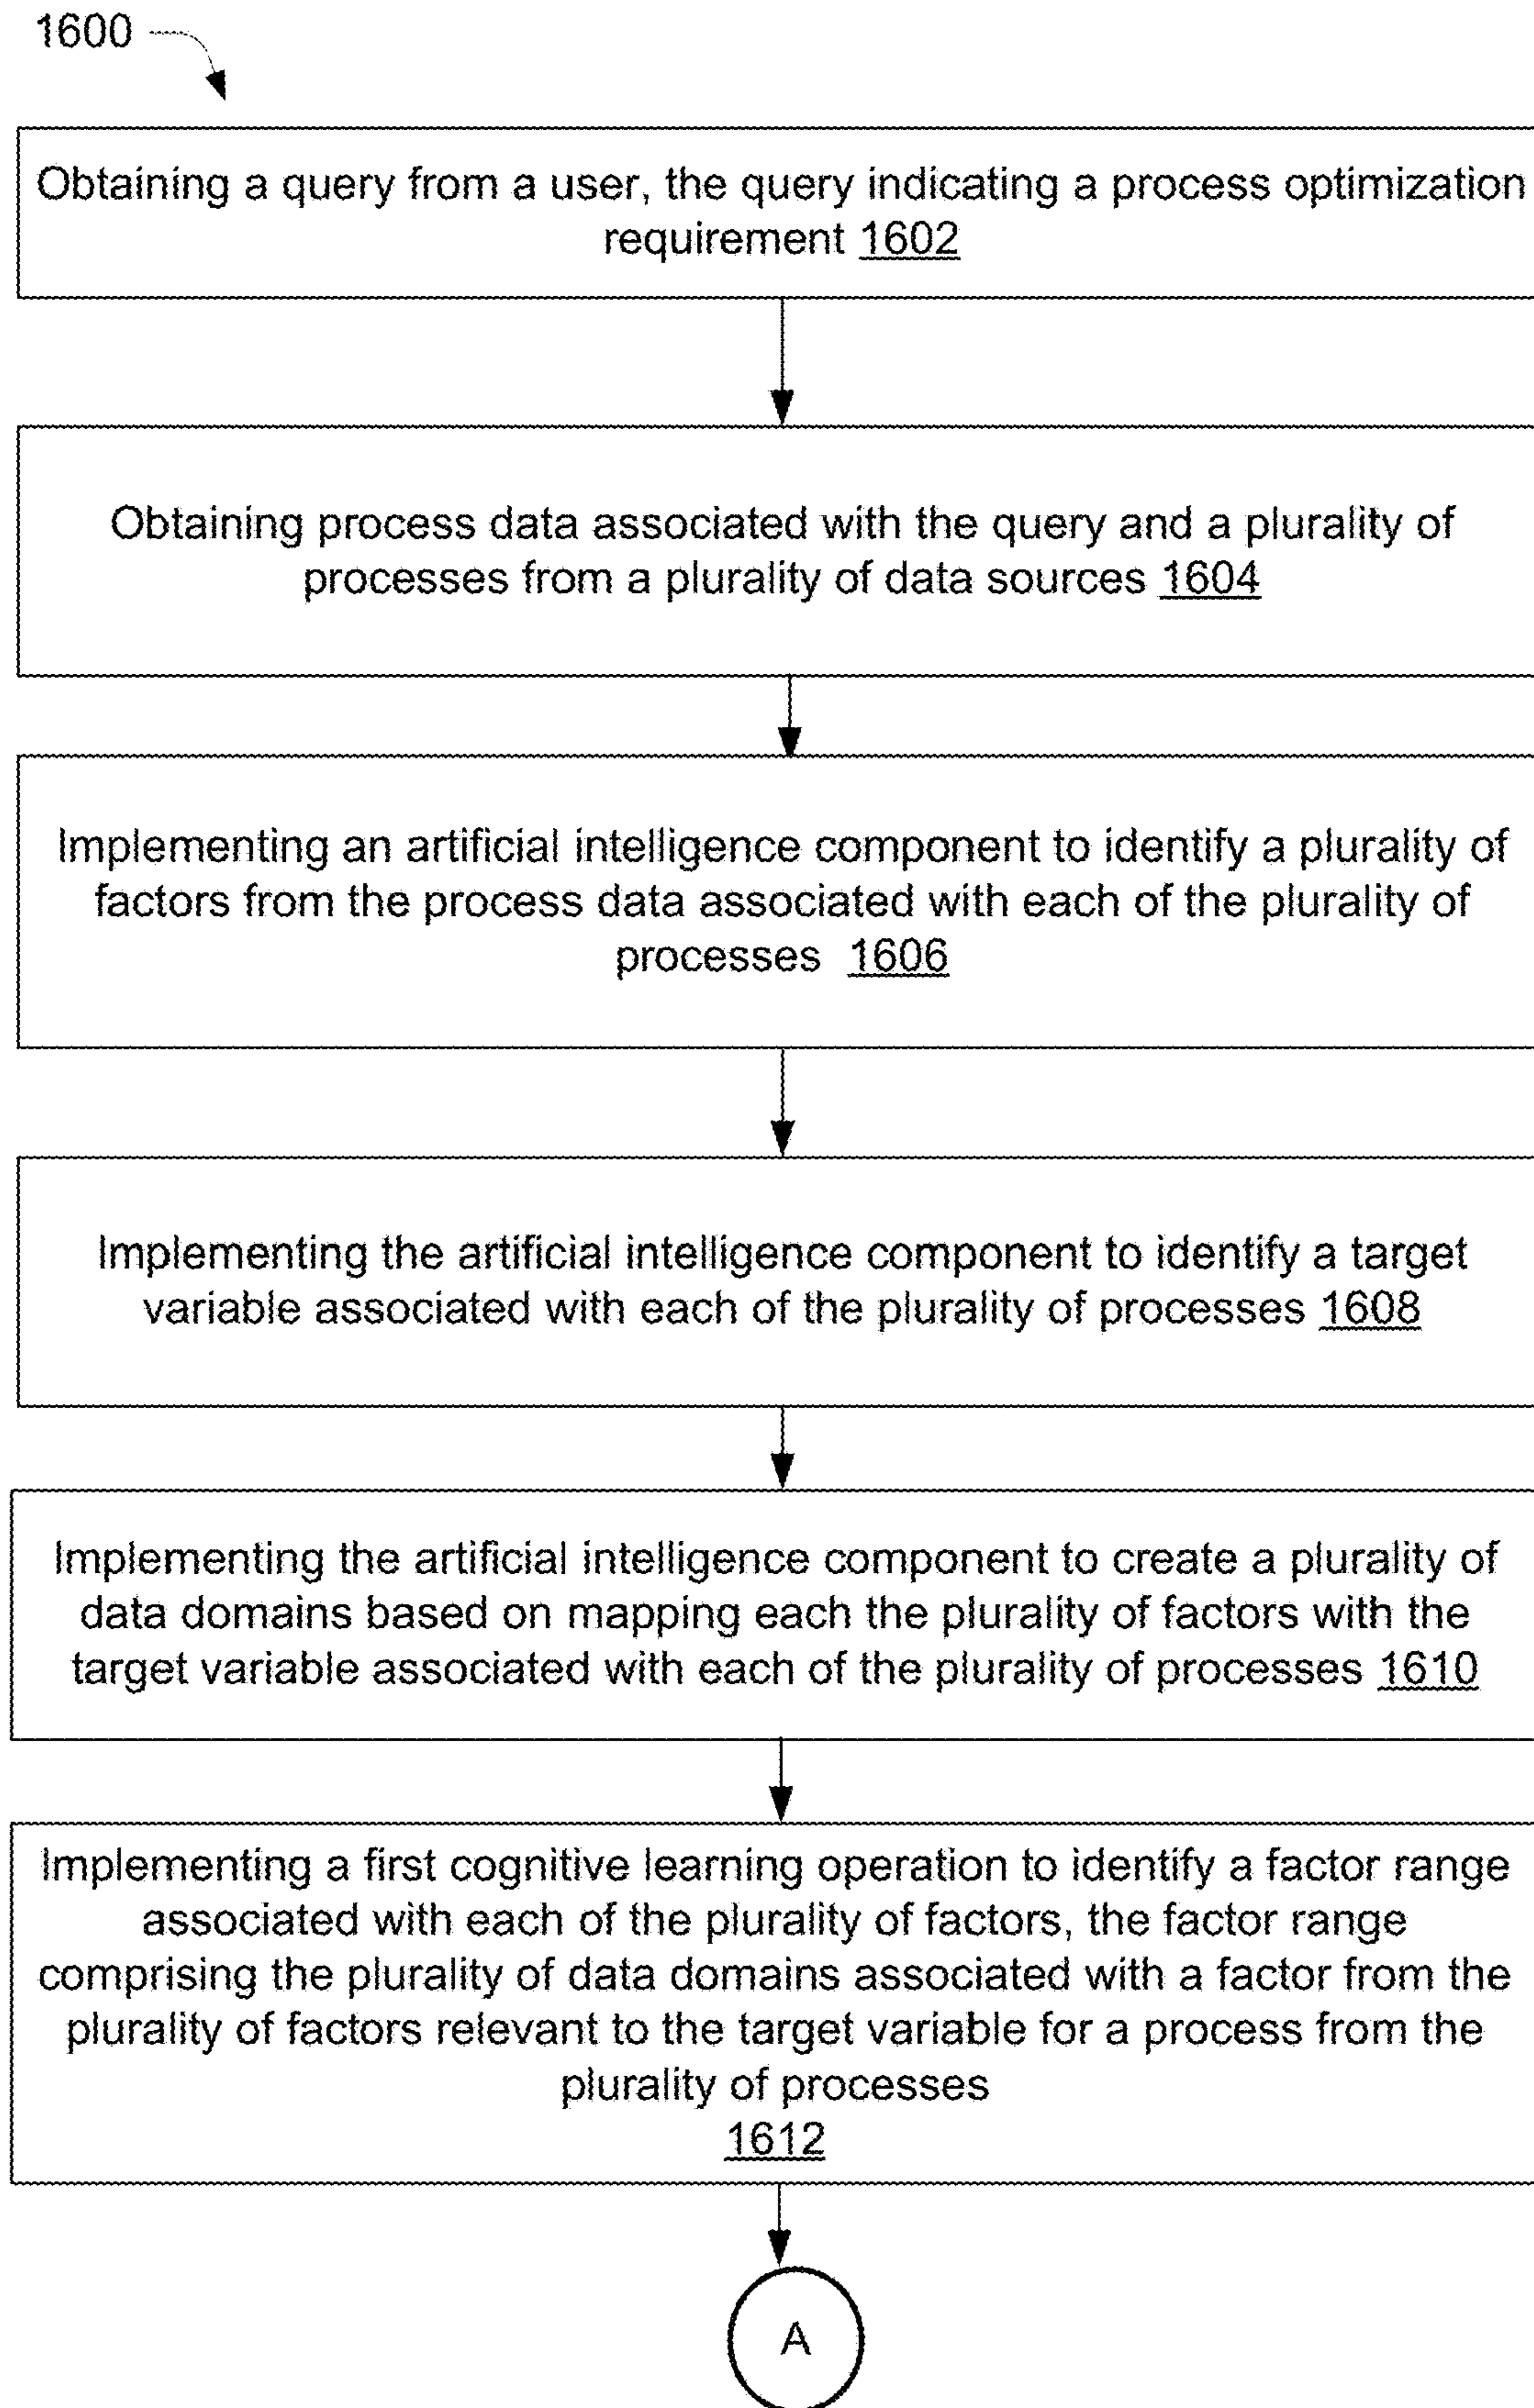 1600
Obtaining a query from a user, the query indicating a process optimization
requirement 1602
Obtaining process data associated with the query and a plurality of
processes from a plurality of data sources 1604
Implementing an artificial intelligence component to identify a plurality of
factors from the process data associated with each of the plurality of
processes 1606
Implementing the artificial intelligence component to identify a target
variable associated with each of the plurality of processes 1608
Implementing the artificial intelligence component to create a plurality of
data domains based on mapping each the plurality of factors with the
target variable associated with each of the plurality of processes 1610
Implementing a first cognitive learning operation to identify a factor range
associated with each of the plurality of factors, the factor range
comprising the plurality of data domains associated with a factor from the
plurality of factors relevant to the target variable for a process from the
plurality of processes
1612
A